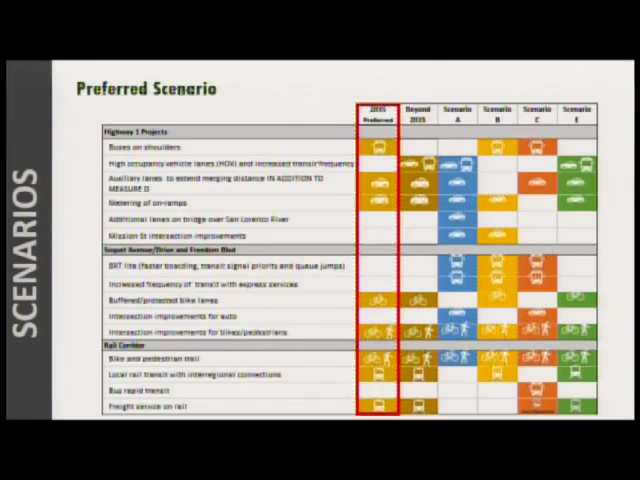 SCENARIOS
Preferred Scenario
2035 Preferred
Beyond 2035
Scenario A
Scenario B
Scenario C
Scenario E
Highway 1 Projects
Buses on shoulders
High occupancy vehicle lanes (HOV) and increased transit frequency
Auxiliary lanes to extend merging distance IN ADDITION TO
MEASURE D
Metering of on-ramps
Additional lanes on bridge over San Lorenzo River
Mission St intersection improvements
Soquel Avenue/Drive and Freedom Blvd
BRT lite (faster boarding, transit signal priority and queue jumps)
Increased frequency of transit with express services
Buffered/protected bike lanes
Intersection improvements for auto
Intersection improvements for bikes/pedestrians
Rail Corridor
Bike and pedestrian trail
Local rail transit with interregional connections
Bus rapid transit
Freight service on rail